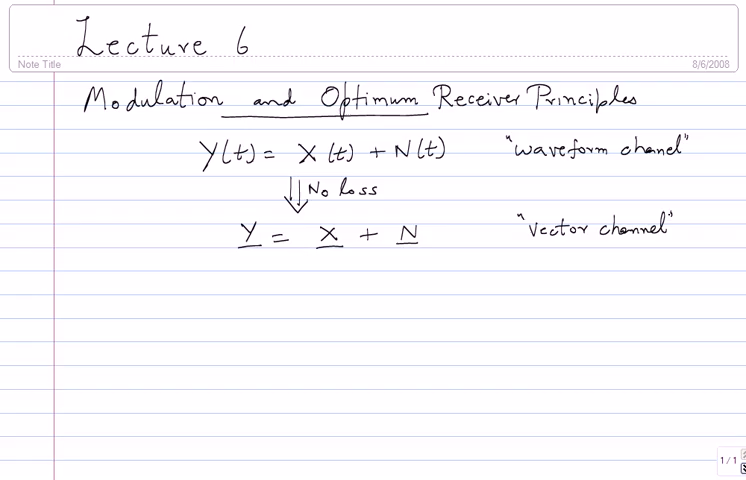 Lecture 6
Note Title 8/6/2008
Modulation and Optimum Receiver Principles
Y(t) = X(t) + N(t) "waveform channel"
⇓ No loss
Y = X + N "vector channel"
1/1